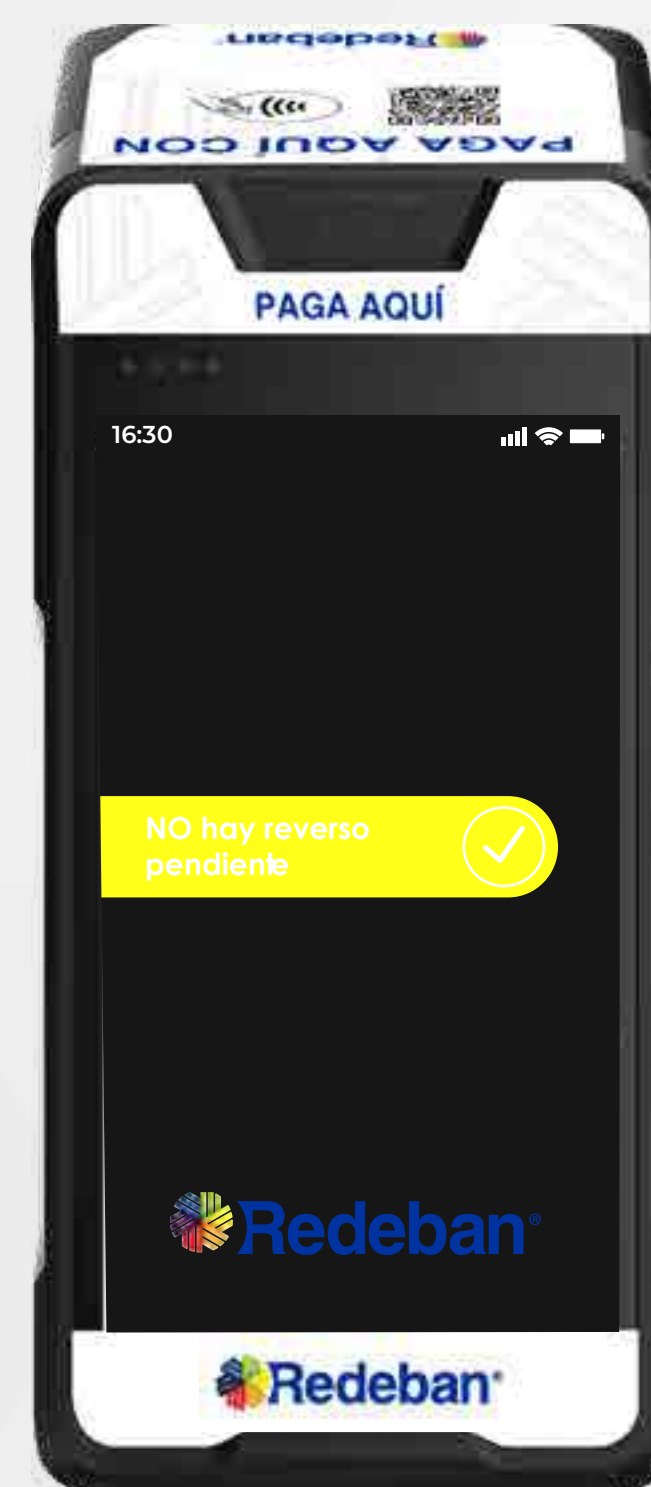 Redeban
PAGA AQUÍ CON
PAGA AQUÍ
16:30
NO hay reverso
pendiente
Redeban®
Redeban